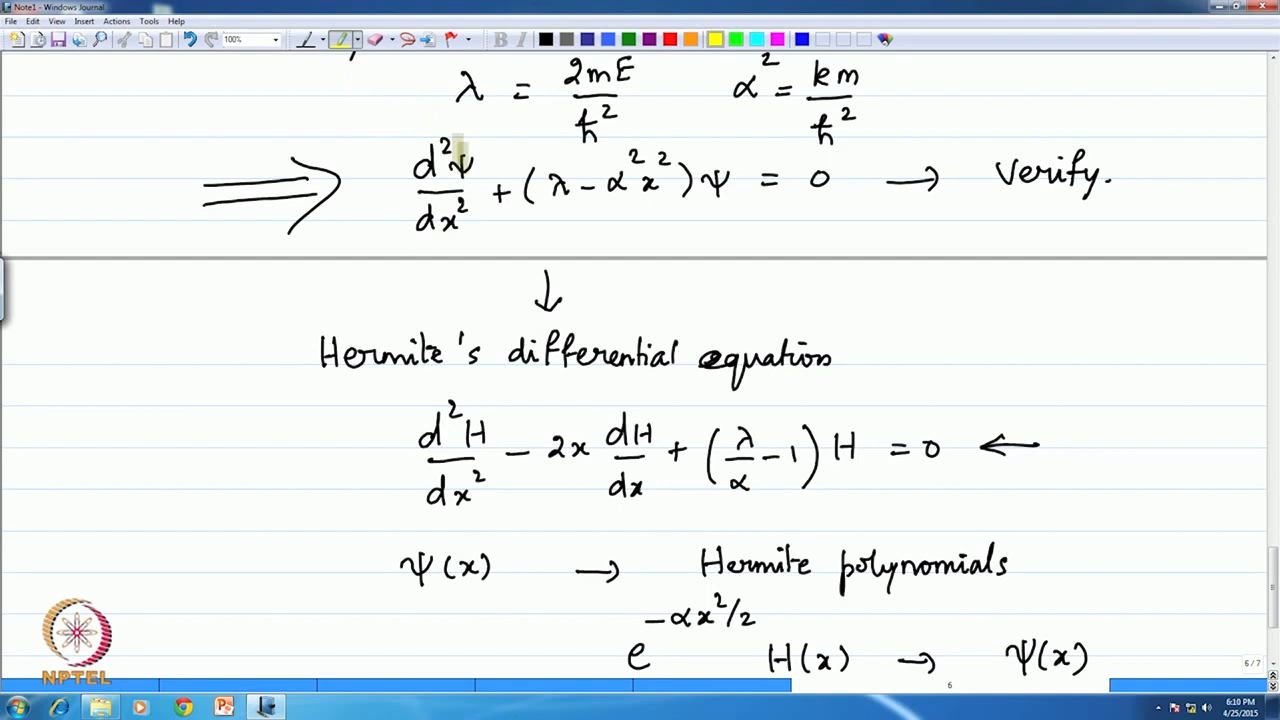 Note1 - Windows Journal
File Edit View Insert Actions Tools Help
100%
λ = 2mE/ħ² α² = km/ħ²
⟹ d²Ψ/dx² + (λ - α²x²)Ψ = 0 → Verify.
↓
Hermite's differential equation
d²H/dx² - 2x dH/dx + (λ/α - 1) H = 0 ←
Ψ(x) → Hermite polynomials
e^(-αx²/2) H(x) → Ψ(x)
NPTEL
6/7
6
6:10 PM
4/25/2015